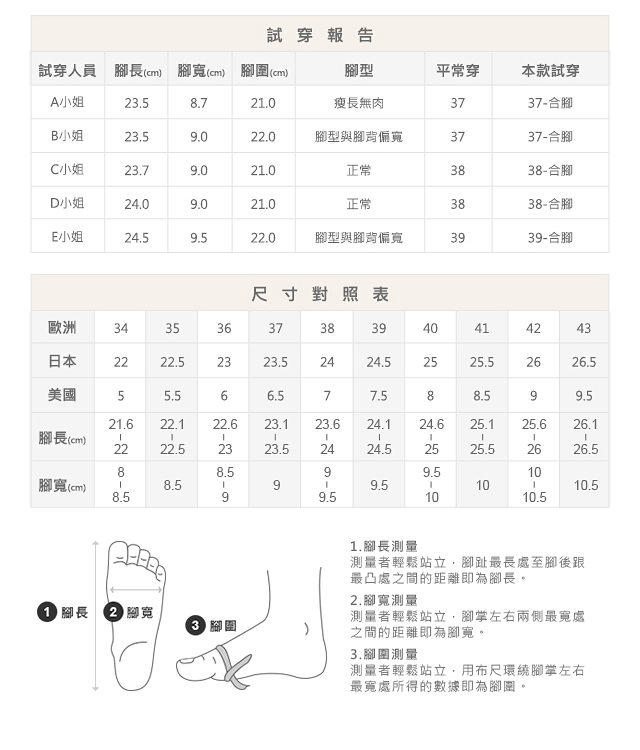 試穿報告
試穿人員 腳長(cm) 腳寬(cm) 腳圍(cm) 腳型 平常穿 本款試穿
A小姐 23.5 8.7 21.0 瘦長無肉 37 37-合腳
B小姐 23.5 9.0 22.0 腳型與腳背偏寬 37 37-合腳
C小姐 23.7 9.0 21.0 正常 38 38-合腳
D小姐 24.0 9.0 21.0 正常 38 38-合腳
E小姐 24.5 9.5 22.0 腳型與腳背偏寬 39 39-合腳
尺寸對照表
歐洲 34 35 36 37 38 39 40 41 42 43
日本 22 22.5 23 23.5 24 24.5 25 25.5 26 26.5
美國 5 5.5 6 6.5 7 7.5 8 8.5 9 9.5
腳長(cm) 21.6-22 22.1-22.5 22.6-23 23.1-23.5 23.6-24 24.1-24.5 24.6-25 25.1-25.5 25.6-26 26.1-26.5
腳寬(cm) 8-8.5 8.5 8.5-9 9 9-9.5 9.5 9.5-10 10 10-10.5 10.5
1 腳長
2 腳寬
3 腳圍
1.腳長測量
測量者輕鬆站立，腳趾最長處至腳後跟
最凸處之間的距離即為腳長。
2.腳寬測量
測量者輕鬆站立，腳掌左右兩側最寬處
之間的距離即為腳寬。
3.腳圍測量
測量者輕鬆站立，用布尺環繞腳掌左右
最寬處所得的數據即為腳圍。